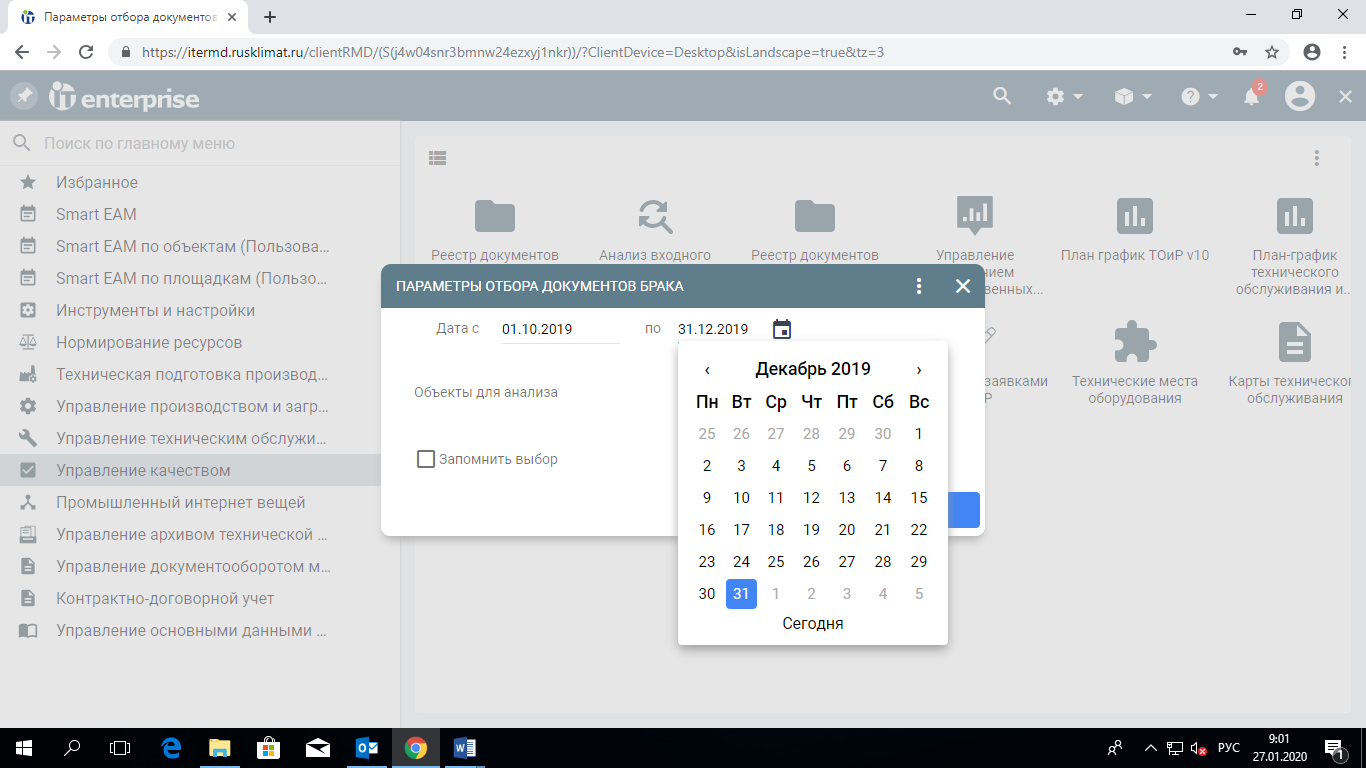 Параметры отбора документов
https://itermd.rusklimat.ru/clientRMD/(S(j4w04snr3bmnw24ezxyj1nkr))/?ClientDevice=Desktop&isLandscape=true&tz=3
it enterprise
2
Поиск по главному меню
Избранное
Smart EAM
Smart EAM по объектам (Пользова...
Smart EAM по площадкам (Пользо...
Инструменты и настройки
Нормирование ресурсов
Техническая подготовка производ...
Управление производством и загр...
Управление техническим обслужи...
Управление качеством
Промышленный интернет вещей
Управление архивом технической ...
Управление документооборотом м...
Контрактно-договорной учет
Управление основными данными ...
Реестр документов
Анализ входного
Реестр документов
Управление
нием
венных...
План график ТОиР v10
План-график
технического
обслуживания и..
заявками
Р
Технические места
оборудования
Карты техническог
обслуживания
ПАРАМЕТРЫ ОТБОРА ДОКУМЕНТОВ БРАКА
Дата с 01.10.2019 по 31.12.2019
Объекты для анализа
Запомнить выбор
‹ Декабрь 2019 ›
Пн Вт Ср Чт Пт Сб Вс
25 26 27 28 29 30 1
2 3 4 5 6 7 8
9 10 11 12 13 14 15
16 17 18 19 20 21 22
23 24 25 26 27 28 29
30 31 1 2 3 4 5
Сегодня
РУС
9:01
27.01.2020
1